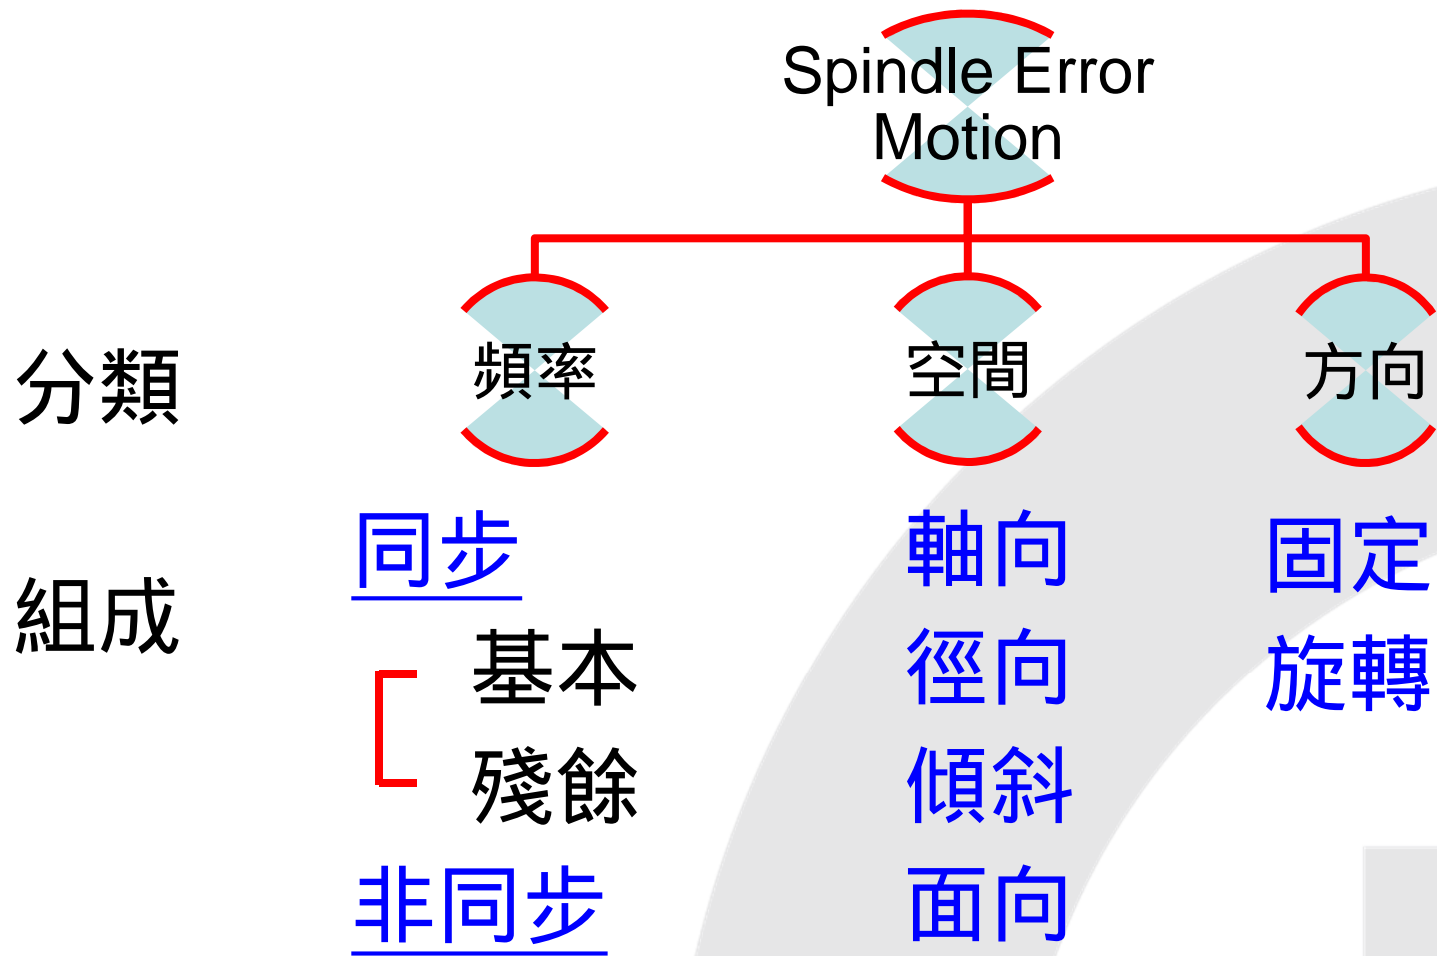 Spindle Error
Motion
分類
頻率
空間
方向
組成
同步
基本
殘餘
非同步
軸向
徑向
傾斜
面向
固定
旋轉